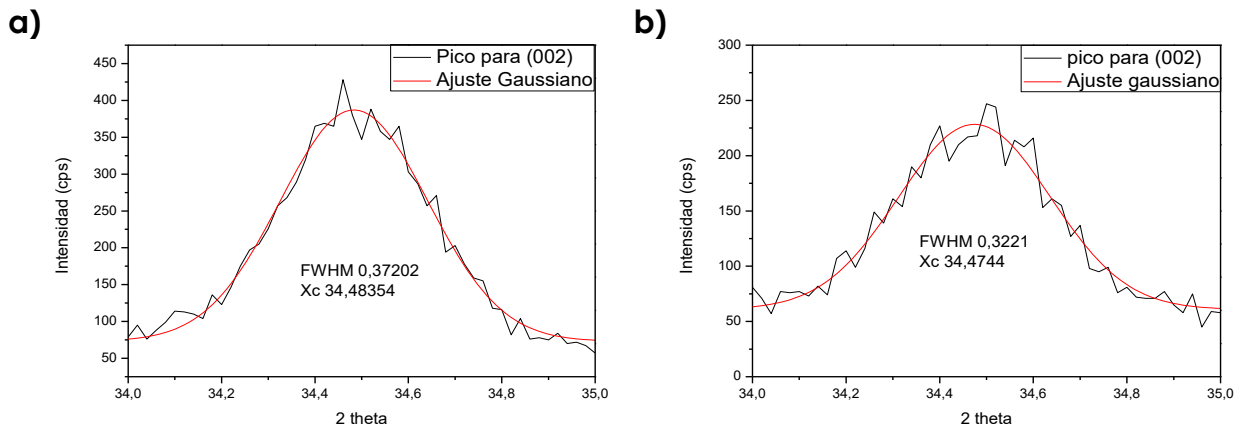 a)
Pico para (002)
Ajuste Gaussiano
Intensidad (cps)
450
400
350
300
250
200
150
100
50
FWHM 0,37202
Xc 34,48354
34,0
34,2
34,4
34,6
34,8
35,0
2 theta
b)
pico para (002)
Ajuste gaussiano
Intensidad (cps)
300
250
200
150
100
50
0
FWHM 0,3221
Xc 34,4744
34,0
34,2
34,4
34,6
34,8
35,0
2 theta